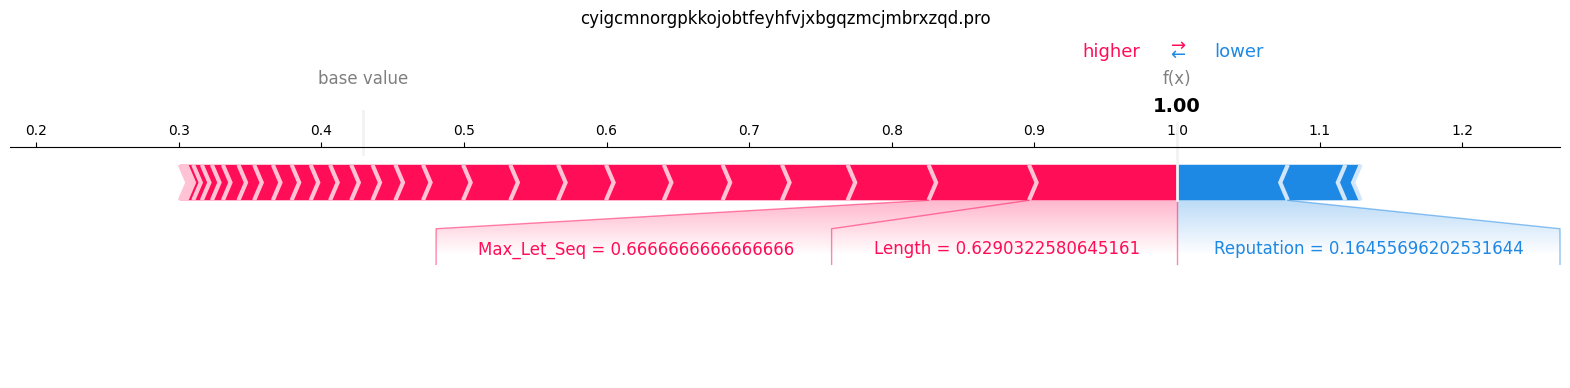 cyigcmnorgpkkojobtfeyhfvjxbgqzmcjmbrxzqd.pro
higher ⇄ lower
base value f(x)
1.00
0.2 0.3 0.4 0.5 0.6 0.7 0.8 0.9 1.0 1.1 1.2
Max_Let_Seq = 0.6666666666666666 Length = 0.6290322580645161 Reputation = 0.16455696202531644